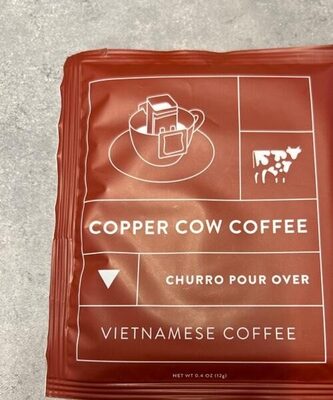 COPPER COW COFFEE
CHURRO POUR OVER
VIETNAMESE COFFEE
NET WT 0.4 OZ (12g)